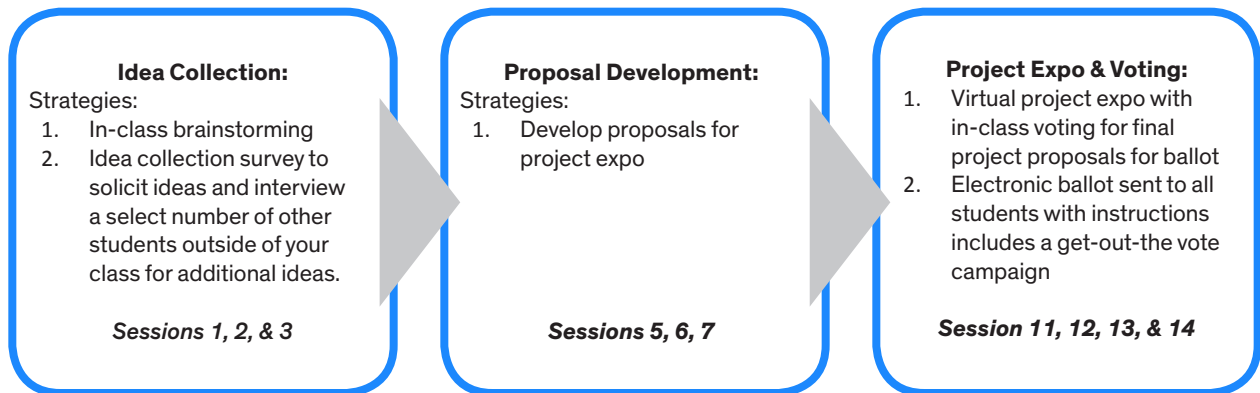 Idea Collection:
Strategies:
1. In-class brainstorming
2. Idea collection survey to
solicit ideas and interview
a select number of other
students outside of your
class for additional ideas.
Sessions 1, 2, & 3
Proposal Development:
Strategies:
1. Develop proposals for
project expo
Sessions 5, 6, 7
Project Expo & Voting:
1. Virtual project expo with
in-class voting for final
project proposals for ballot
2. Electronic ballot sent to all
students with instructions
includes a get-out-the vote
campaign
Session 11, 12, 13, & 14